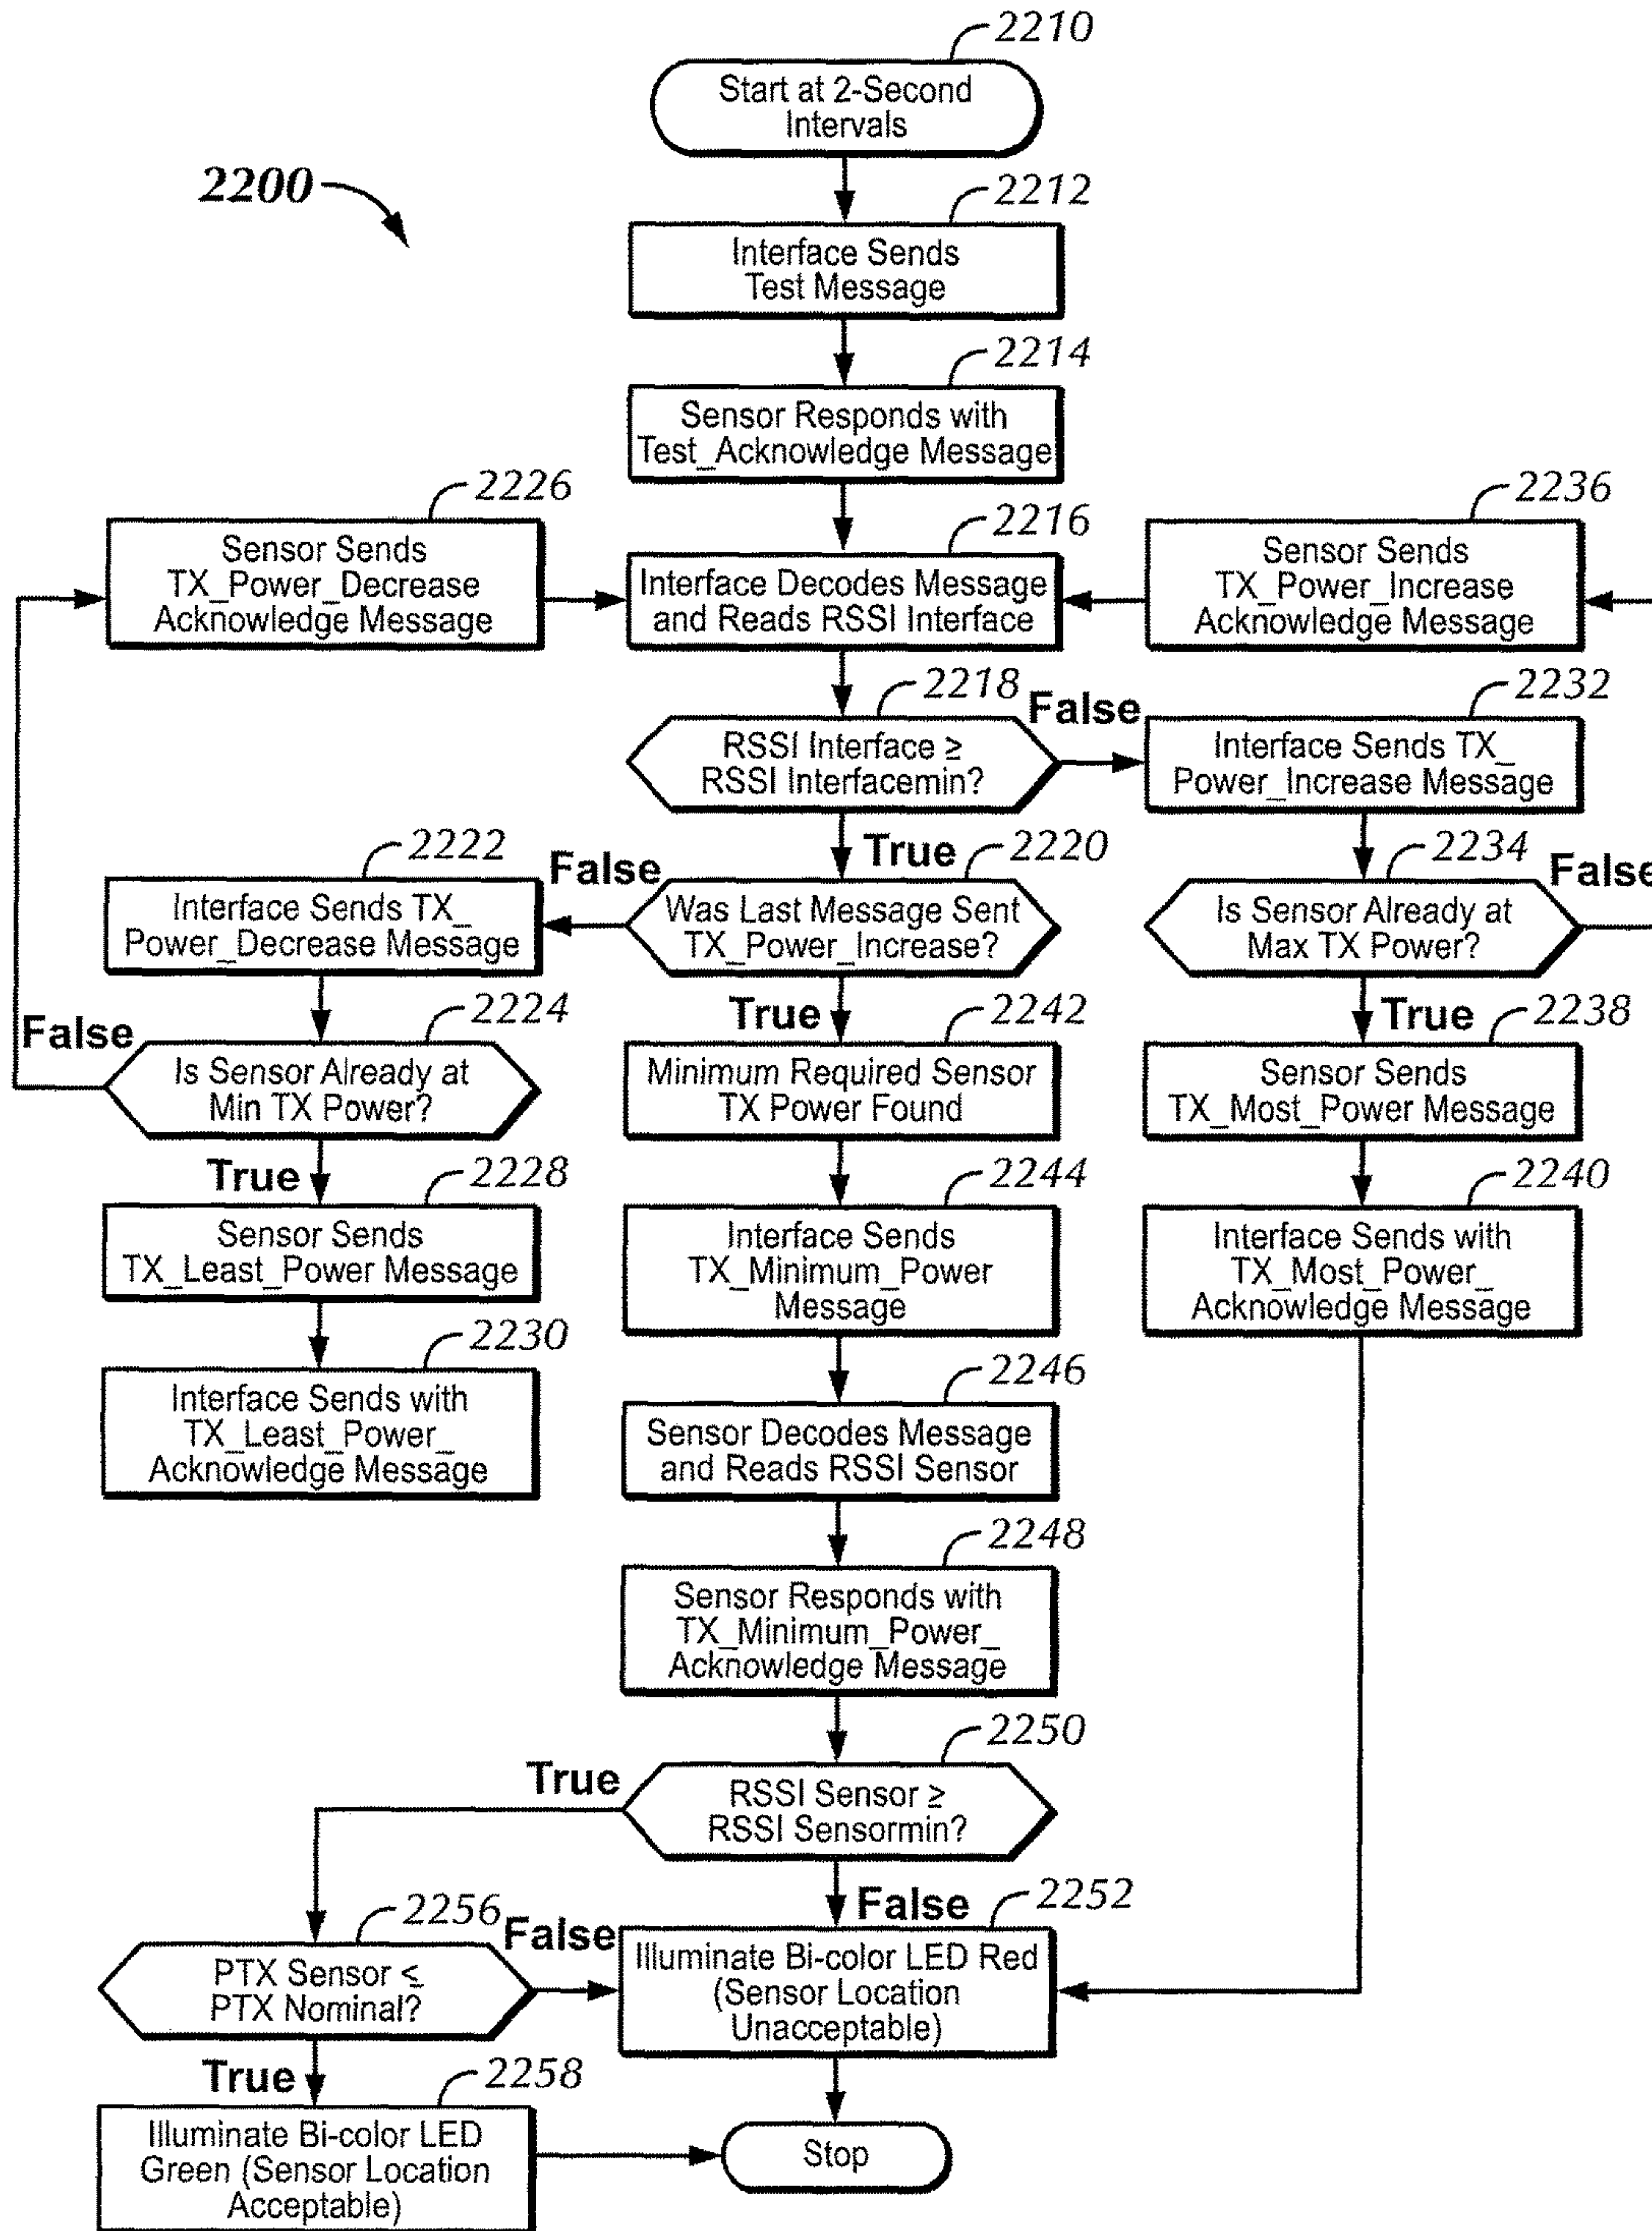 2210
Start at 2-Second
Intervals
2200
2212
Interface Sends
Test Message
2214
Sensor Responds with
Test_Acknowledge Message
2226
Sensor Sends
TX_Power_Decrease
Acknowledge Message
2216
Interface Decodes Message
and Reads RSSI Interface
2236
Sensor Sends
TX_Power_Increase
Acknowledge Message
2218
RSSI Interface ≥
RSSI Interfacemin?
False
2232
Interface Sends TX_
Power_Increase Message
2222
Interface Sends TX_
Power_Decrease Message
False
True
2220
Was Last Message Sent
TX_Power_Increase?
2234
Is Sensor Already at
Max TX Power?
False
False
2224
Is Sensor Already at
Min TX Power?
True
2242
Minimum Required Sensor
TX Power Found
True
2238
Sensor Sends
TX_Most_Power Message
True
2228
Sensor Sends
TX_Least_Power Message
2244
Interface Sends
TX_Minimum_Power
Message
2240
Interface Sends with
TX_Most_Power_
Acknowledge Message
2230
Interface Sends with
TX_Least_Power_
Acknowledge Message
2246
Sensor Decodes Message
and Reads RSSI Sensor
2248
Sensor Responds with
TX_Minimum_Power_
Acknowledge Message
2250
True
RSSI Sensor ≥
RSSI Sensormin?
2256
PTX Sensor ≤
PTX Nominal?
False
False
2252
Illuminate Bi-color LED Red
(Sensor Location
Unacceptable)
True
2258
Illuminate Bi-color LED
Green (Sensor Location
Acceptable)
Stop